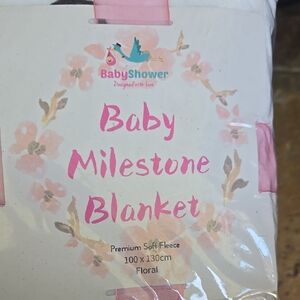 BabyShower
Designed with love
Baby
Milestone
Blanket
Premium Soft Fleece
100 x 130cm
Floral